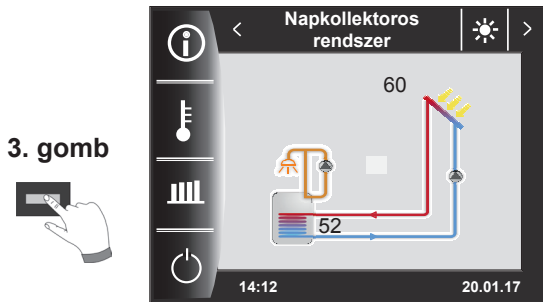 3. gomb
<
Napkollektoros
rendszer
>
60
52
14:12
20.01.17